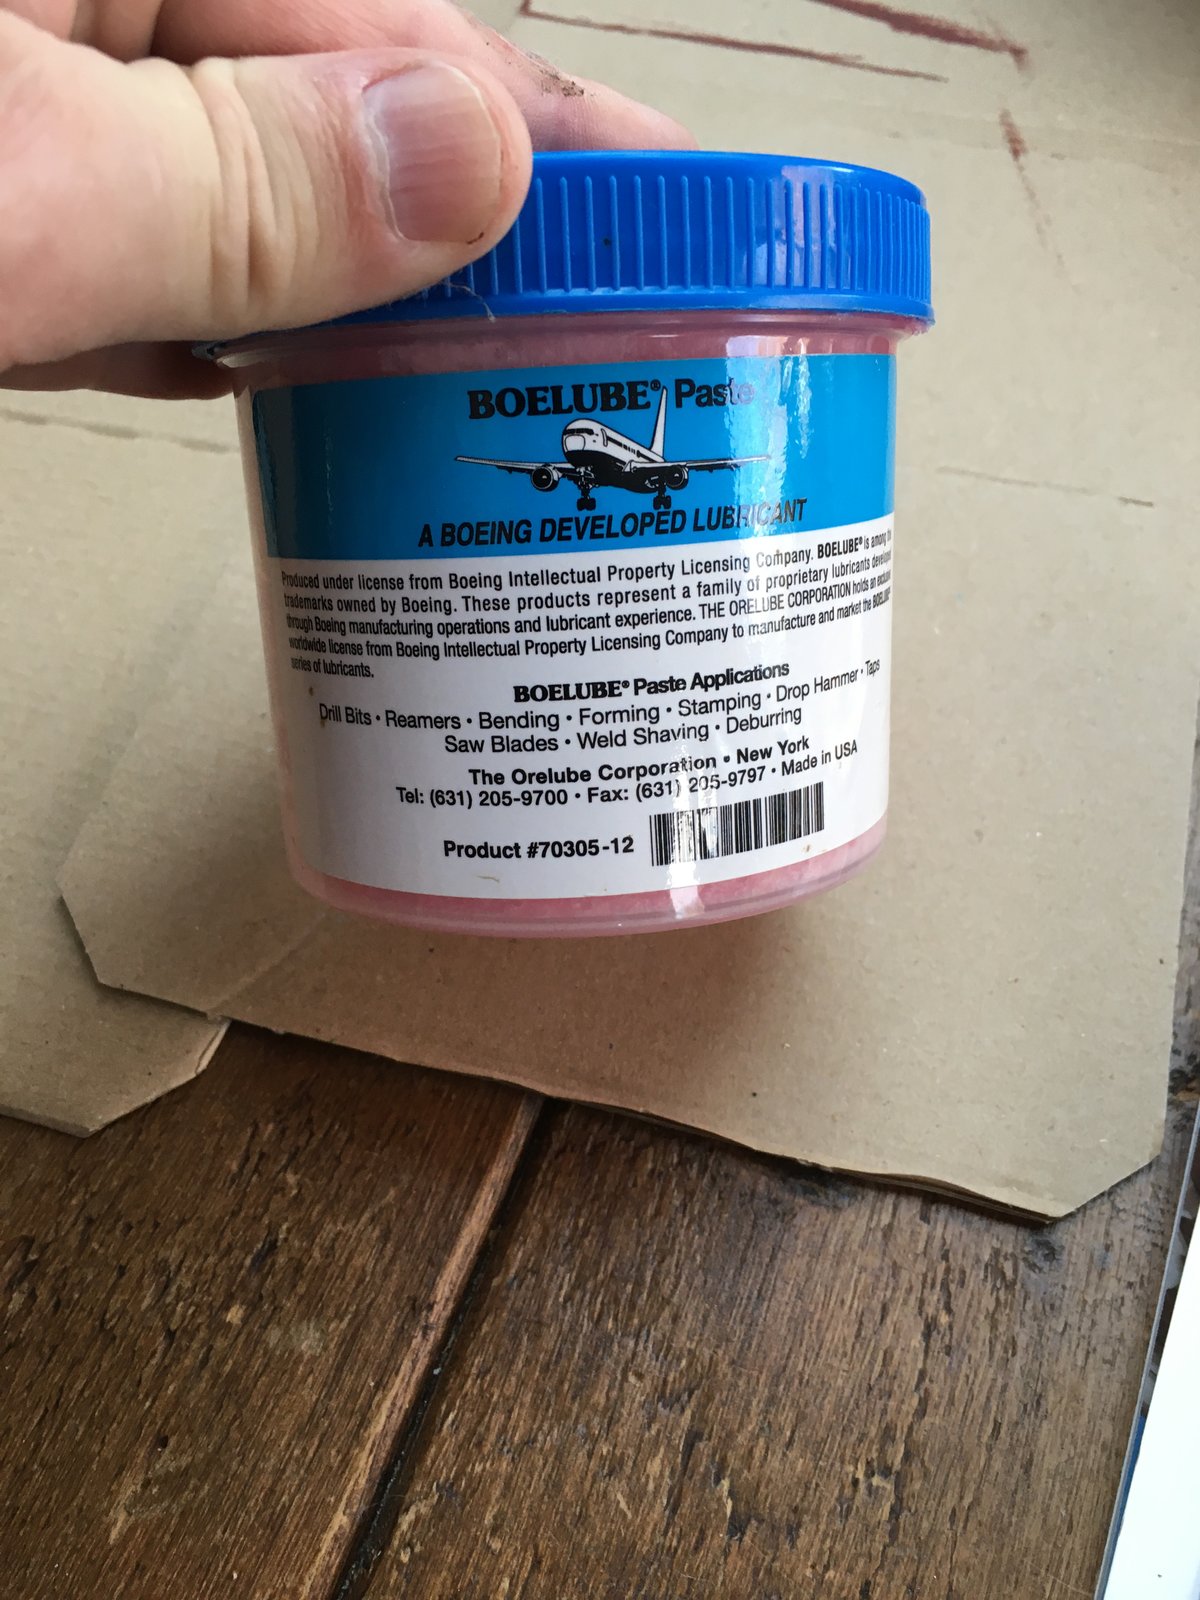 BOELUBE® Paste
A BOEING DEVELOPED LUBRICANT
Produced under license from Boeing Intellectual Property Licensing Company. BOELUBE® is among the
trademarks owned by Boeing. These products represent a family of proprietary lubricants developed
through Boeing manufacturing operations and lubricant experience. THE ORELUBE CORPORATION holds an exclusive
worldwide license from Boeing Intellectual Property Licensing Company to manufacture and market the BOELUBE®
series of lubricants.
BOELUBE® Paste Applications
Drill Bits • Reamers • Bending • Forming • Stamping • Drop Hammer • Taps
Saw Blades • Weld Shaving • Deburring
The Orelube Corporation • New York
Tel: (631) 205-9700 • Fax: (631) 205-9797 • Made in USA
Product #70305-12